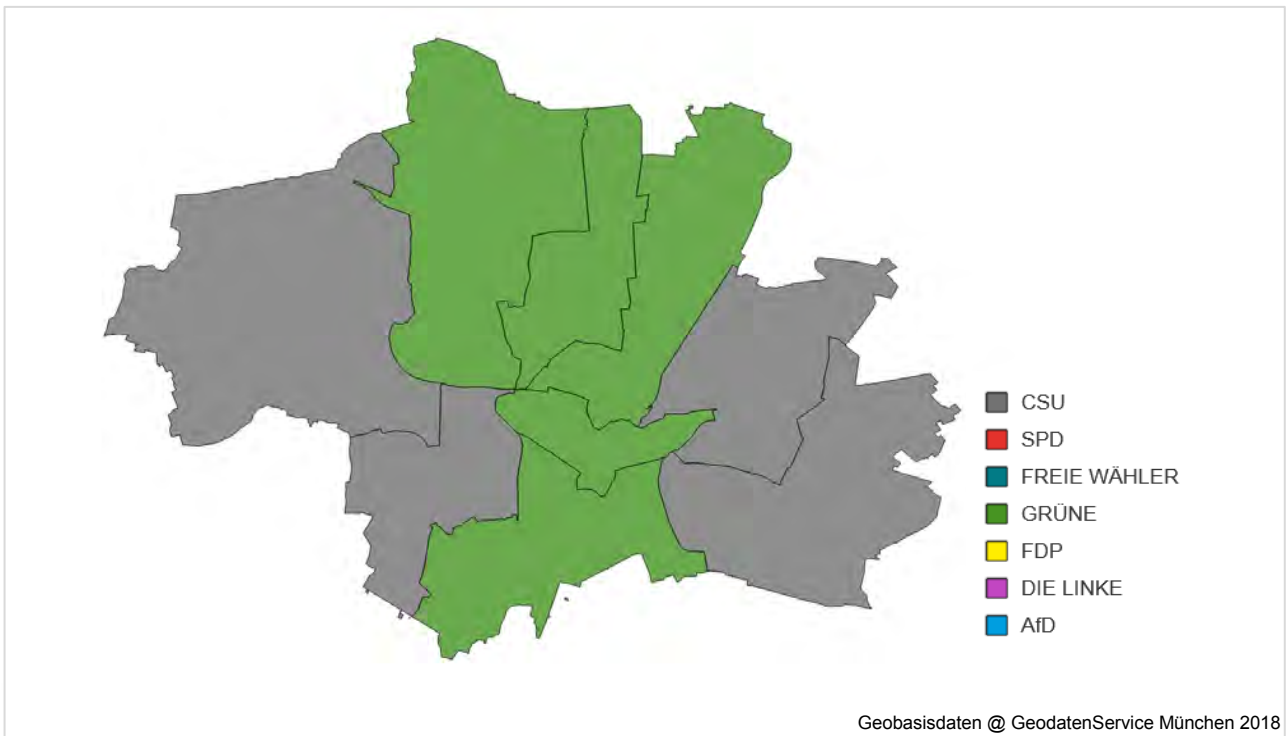 CSU
SPD
FREIE WÄHLER
GRÜNE
FDP
DIE LINKE
AfD
Geobasisdaten @ GeodatenService München 2018